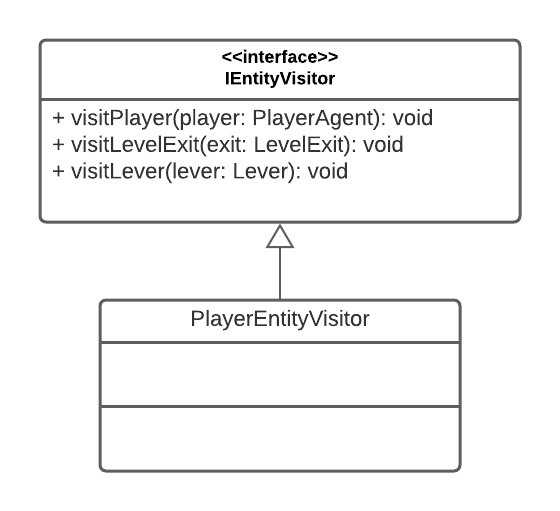 <<interface>>
IEntityVisitor
+ visitPlayer(player: PlayerAgent): void
+ visitLevelExit(exit: LevelExit): void
+ visitLever(lever: Lever): void
PlayerEntityVisitor